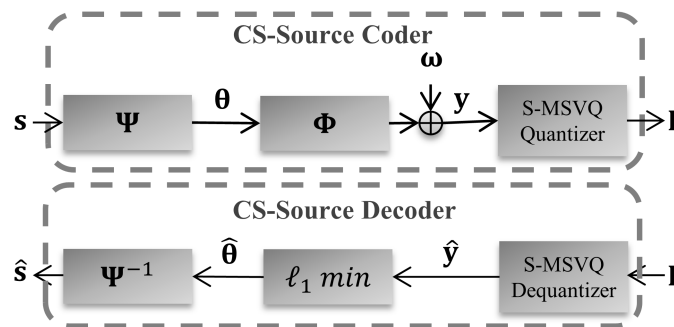 CS-Source Coder
ω
s
Ψ
θ
Φ
y
S-MSVQ
Quantizer
CS-Source Decoder
ŝ
Ψ⁻¹
θ̂
ℓ₁ min
ŷ
S-MSVQ
Dequantizer